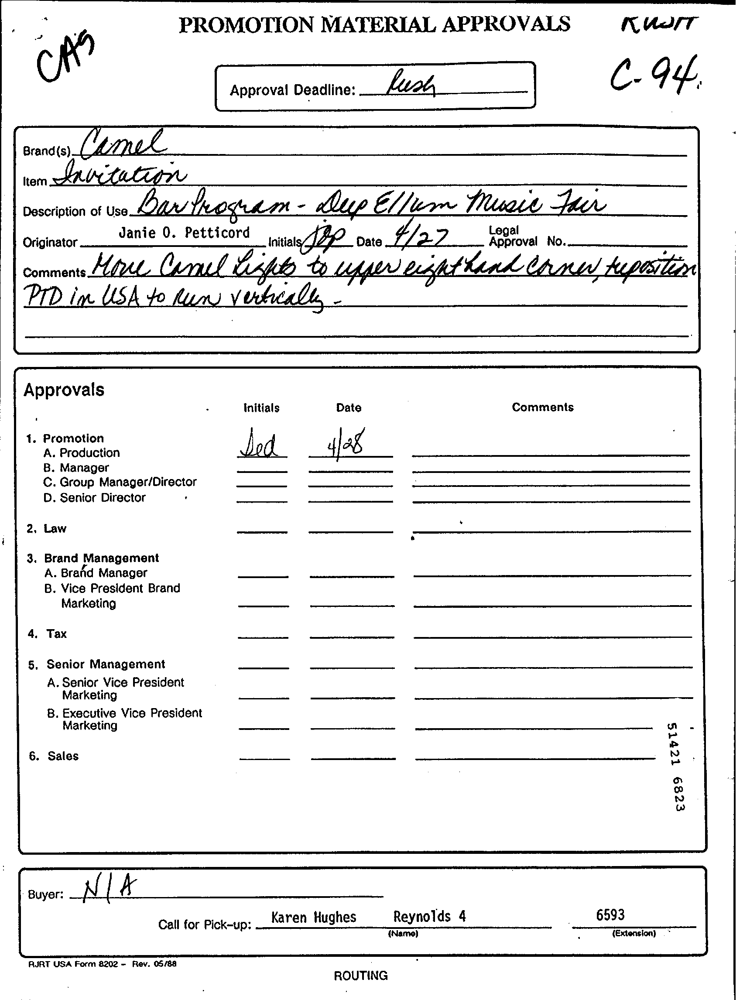 PROMOTION MATERIAL APPROVALS
CAS
C-94.
Approval Deadline: Rush
Brand(s) Camel
Item Invitation
Description of Use Bar Program - Deep Ellum Music Fair
Originator Janie O. Petticord Initials JOP Date 4/27 Legal Approval No.
Comments Move Camel Lights to upper right hand corner, reposition
PTD in USA to run vertically -
Approvals
Initials Date Comments
1. Promotion
A. Production 4/28
B. Manager
C. Group Manager/Director
D. Senior Director
2. Law
3. Brand Management
A. Brand Manager
B. Vice President Brand
Marketing
4. Tax
5. Senior Management
A. Senior Vice President
Marketing
B. Executive Vice President
Marketing
6. Sales
51421 6823
Buyer: N/A
Call for Pick-up: Karen Hughes Reynolds 4 6593
(Name) (Extension)
RJRT USA Form 8202 - Rev. 05/88
ROUTING